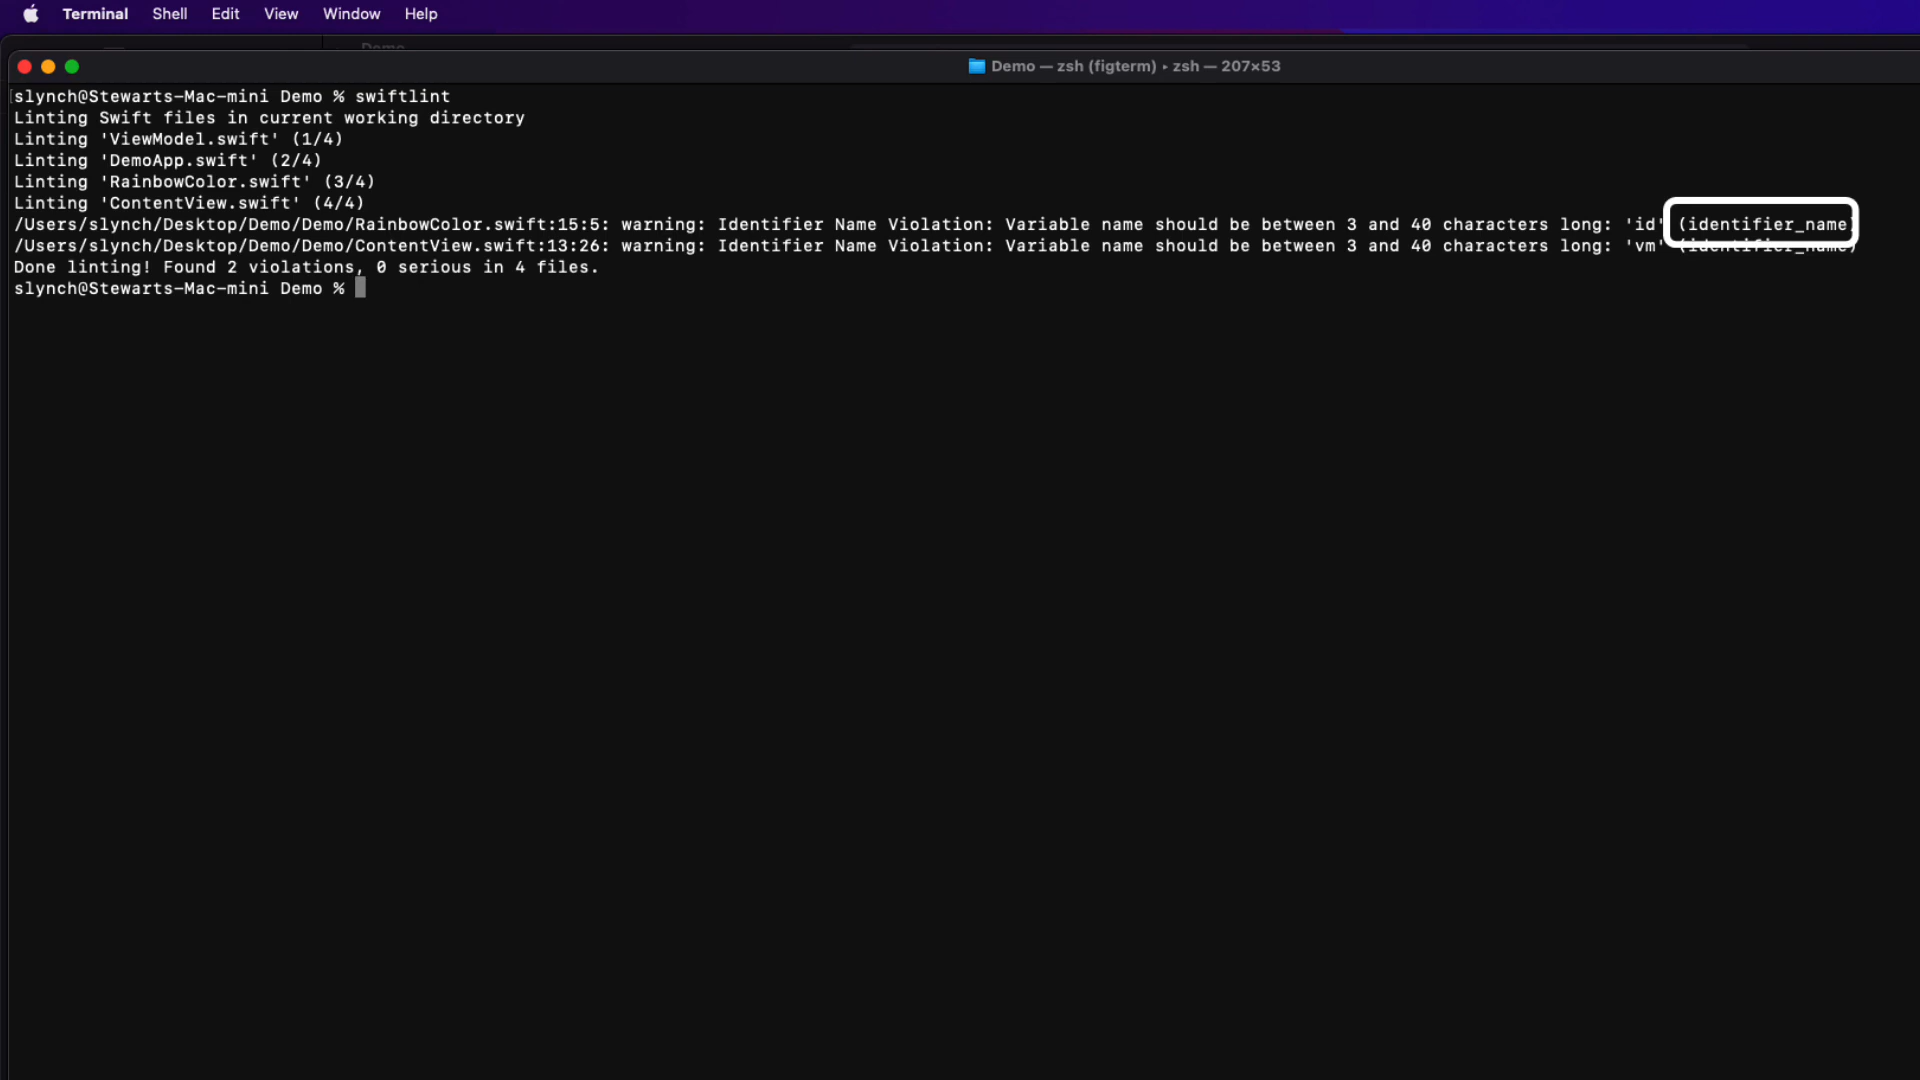 Terminal Shell Edit View Window Help
Demo
Demo — zsh (figterm) ▸ zsh — 207×53
[slynch@Stewarts-Mac-mini Demo % swiftlint
Linting Swift files in current working directory
Linting 'ViewModel.swift' (1/4)
Linting 'DemoApp.swift' (2/4)
Linting 'RainbowColor.swift' (3/4)
Linting 'ContentView.swift' (4/4)
/Users/slynch/Desktop/Demo/Demo/RainbowColor.swift:15:5: warning: Identifier Name Violation: Variable name should be between 3 and 40 characters long: 'id' (identifier_name)
/Users/slynch/Desktop/Demo/Demo/ContentView.swift:13:26: warning: Identifier Name Violation: Variable name should be between 3 and 40 characters long: 'vm' (identifier_name)
Done linting! Found 2 violations, 0 serious in 4 files.
slynch@Stewarts-Mac-mini Demo %